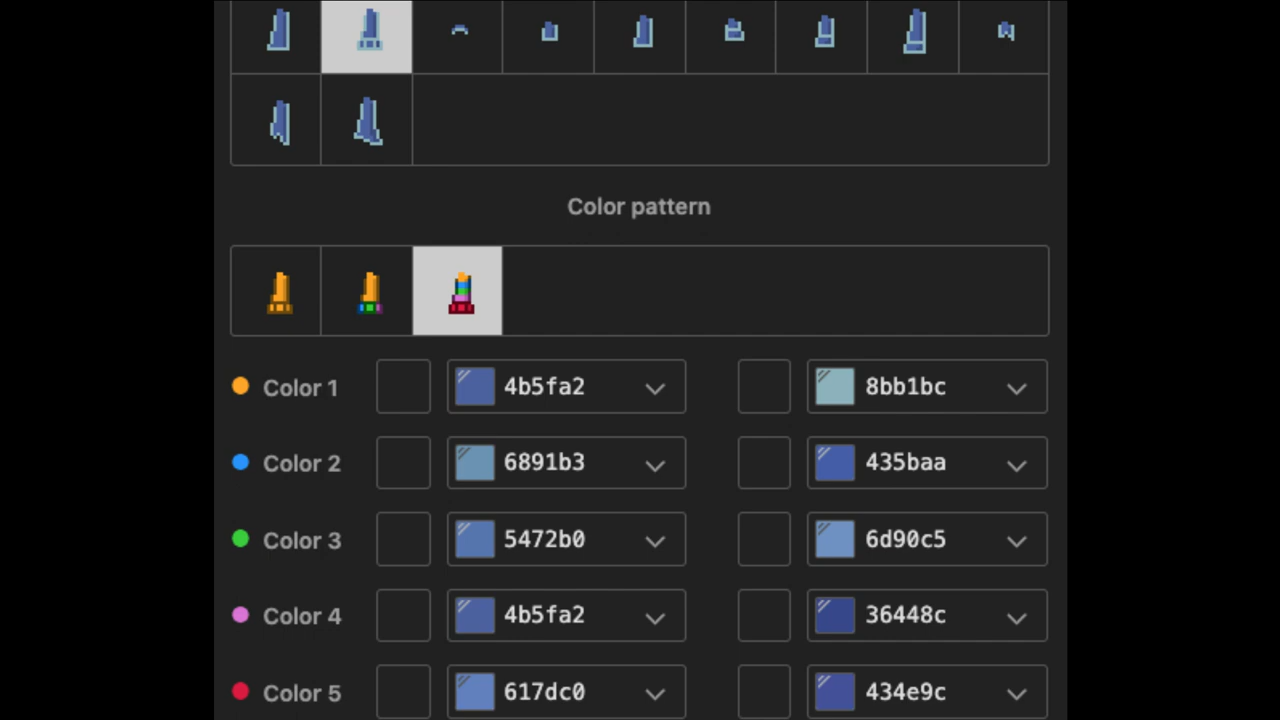 Color pattern
Color 1 4b5fa2 8bb1bc
Color 2 6891b3 435baa
Color 3 5472b0 6d90c5
Color 4 4b5fa2 36448c
Color 5 617dc0 434e9c